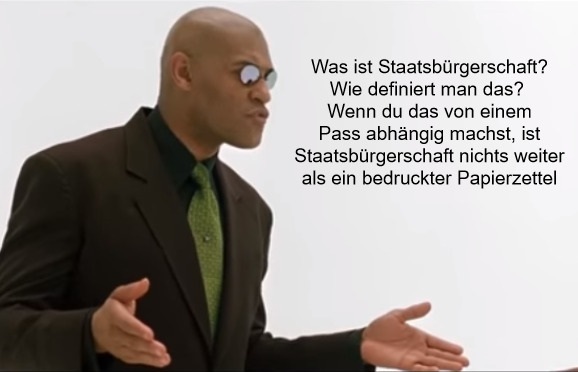 Was ist Staatsbürgerschaft?
Wie definiert man das?
Wenn du das von einem
Pass abhängig machst, ist
Staatsbürgerschaft nichts weiter
als ein bedruckter Papierzettel